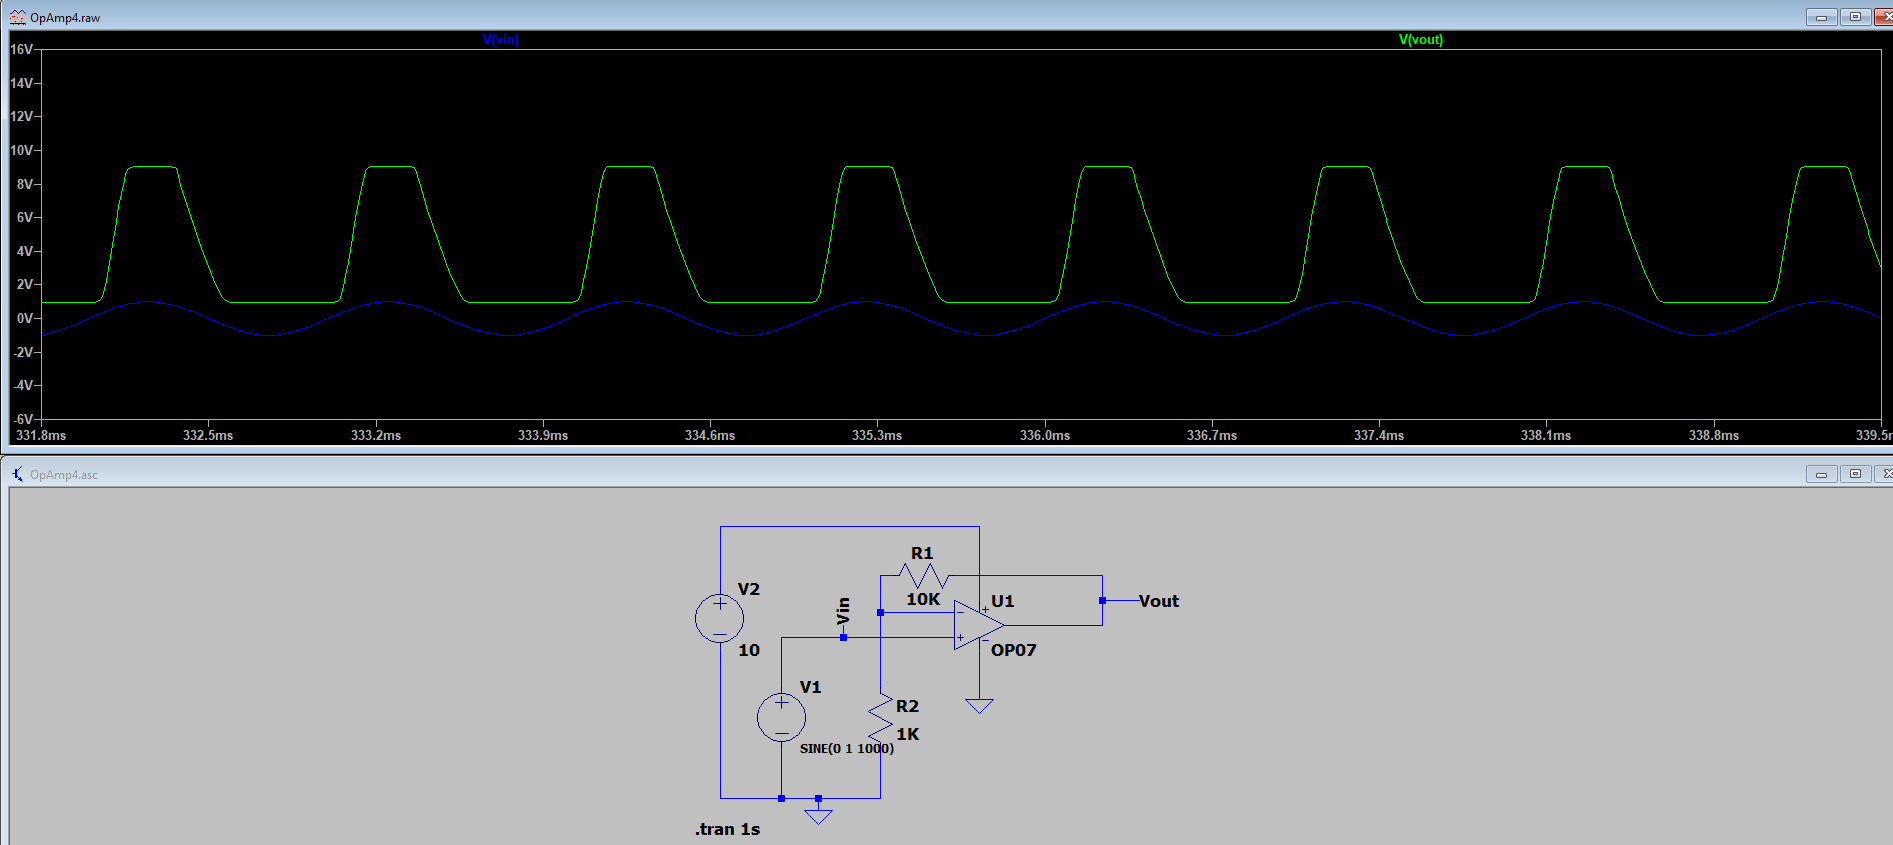 OpAmp4.raw
V(vin) V(vout)
16V
14V
12V
10V
8V
6V
4V
2V
0V
-2V
-4V
-6V
331.8ms 332.5ms 333.2ms 333.9ms 334.6ms 335.3ms 336.0ms 336.7ms 337.4ms 338.1ms 338.8ms 339.5m
OpAmp4.asc
R1
10K
V2
10
Vin
U1
OP07
Vout
V1
SINE(0 1 1000)
R2
1K
.tran 1s